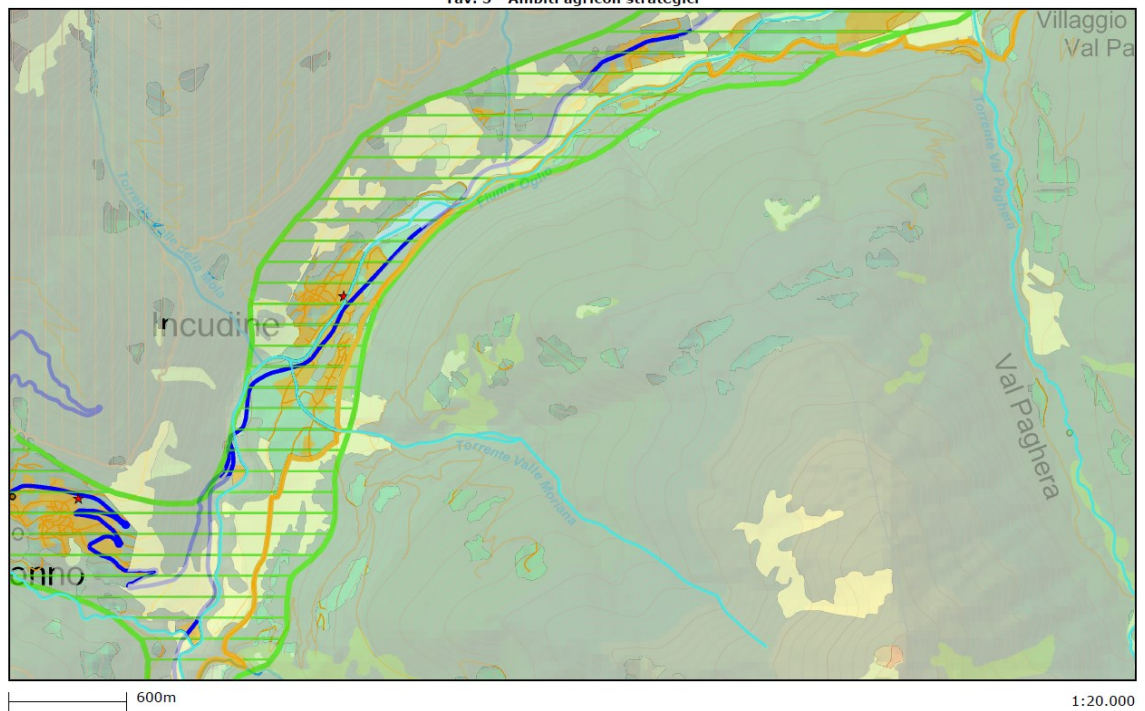 Tav. 5 - Ambiti agricoli strategici
Villaggio
Val Pa
Torrente Val Paghera
Fiume Oglio
Torrente Valle della Moia
Incudine
Val Paghera
Torrente Valle Moriana
o.
onno
600m
1:20.000